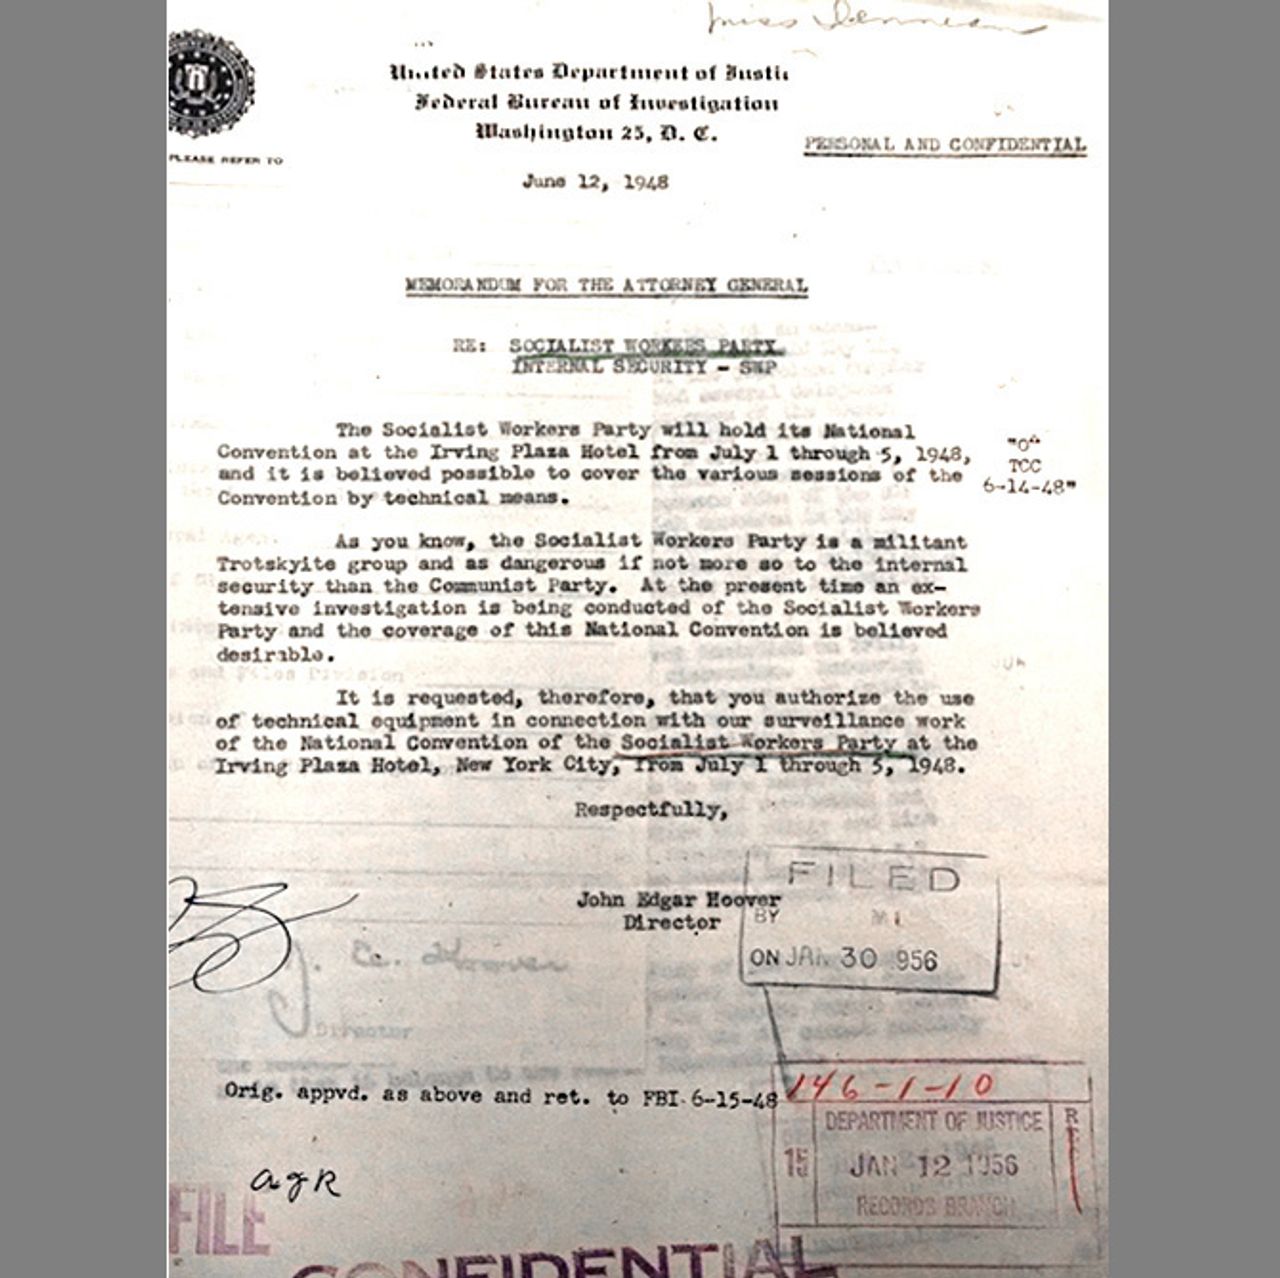 Miss
United States Department of Justi
Federal Bureau of Investigation
Washington 25, D. C.
PERSONAL AND CONFIDENTIAL
PLEASE REFER TO
June 12, 1948
MEMORANDUM FOR THE ATTORNEY GENERAL
RE: SOCIALIST WORKERS PARTY
INTERNAL SECURITY - SWP
The Socialist Workers Party will hold its National
Convention at the Irving Plaza Hotel from July 1 through 5, 1948,
and it is believed possible to cover the various sessions of the
Convention by technical means.
"O"
TCC
6-14-48"
As you know, the Socialist Workers Party is a militant
Trotskyite group and as dangerous if not more so to the internal
security than the Communist Party. At the present time an ex-
tensive investigation is being conducted of the Socialist Workers
Party and the coverage of this National Convention is believed
desirable.
and Files Division
It is requested, therefore, that you authorize the use
of technical equipment in connection with our surveillance work
of the National Convention of the Socialist Workers Party at the
Irving Plaza Hotel, New York City, from July 1 through 5, 1948.
Respectfully,
John Edgar Hoover
Director
FILED
BY M I
ON JAN 30 956
J. E. Hoover
Director
Orig. appvd. as above and ret. to FBI 6-15-48
146-1-10
DEPARTMENT OF JUSTICE
15 JAN 12 1956
RECORDS BRANCH
R
agR
FILE
CONFIDENTIAL